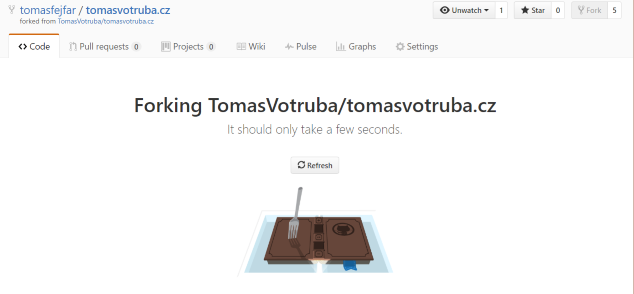 tomasfejfar / tomasvotruba.cz
forked from TomasVotruba/tomasvotruba.cz
Unwatch 1 Star 0 Fork 5
Code Pull requests 0 Projects 0 Wiki Pulse Graphs Settings
Forking TomasVotruba/tomasvotruba.cz
It should only take a few seconds.
Refresh